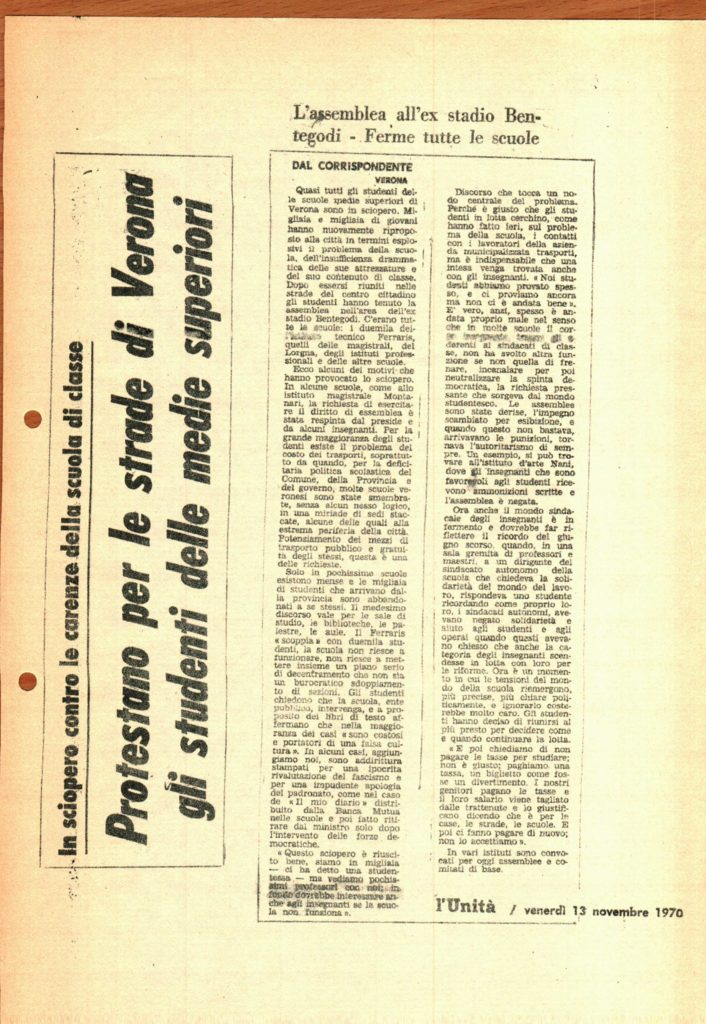 In sciopero contro le carenze della scuola di classe
Protestano per le strade di Verona
gli studenti delle medie superiori
L'assemblea all'ex stadio Ben-
tegodi - Ferme tutte le scuole
DAL CORRISPONDENTE
VERONA
Quasi tutti gli studenti del-
le scuole medie superiori di
Verona sono in sciopero. Mi-
gliaia e migliaia di giovani
hanno nuovamente ripropo-
sto alla città in termini esplo-
sivi il problema della scuo-
la, dell'insufficienza dramma-
tica delle sue attrezzature e
del suo contenuto di classe.
Dopo essersi riuniti nelle
strade del centro cittadino
gli studenti hanno tenuto la
assemblea nell'area dell'ex
stadio Bentegodi. C'erano tut-
te le scuole: i duemila del-
tecnico Ferraris,
quelli delle magistrali, del
Lorgna, degli istituti profes-
sionali e delle altre scuole.
Ecco alcuni dei motivi che
hanno provocato lo sciopero.
In alcune scuole, come allo
istituto magistrale Monta-
nari, la richiesta di esercita-
re il diritto di assemblea è
stata respinta dal preside e
da alcuni insegnanti. Per la
grande maggioranza degli stu-
denti esiste il problema del
costo dei trasporti, soprattut-
to da quando, per la defici-
taria politica scolastica del
Comune, della Provincia e
del governo, molte scuole ve-
ronesi sono state smembra-
te, senza alcun nesso logico,
in una miriade di sedi stac-
cate, alcune delle quali alla
estrema periferia della città.
Potenziamento dei mezzi di
trasporto pubblico e gratui-
tà degli stessi, questa è una
delle richieste.
Solo in pochissime scuole
esistono mense e le migliaia
di studenti che arrivano dal-
la provincia sono abbando-
nati a se stessi. Il medesimo
discorso vale per le sale di
studio, le biblioteche, le pa-
lestre, le aule. Il Ferraris
« scoppia » con duemila stu-
denti, la scuola non riesce a
funzionare, non riesce a met-
tere insieme un piano serio
di decentramento che non sia
un burocratico sdoppiamen-
to di sezioni. Gli studenti
chiedono che la scuola, ente
pubblico, intervenga, e a pro-
posito dei libri di testo af-
fermano che nella maggio-
ranza dei casi « sono costosi
e portatori di una falsa cul-
tura ». In alcuni casi, aggiun-
giamo noi, sono addirittura
stampati per una ipocrita
rivalutazione del fascismo e
per una impudente apologia
del padronato, come nel caso
de « Il mio diario » distri-
buito dalla Banca Mutua
nelle scuole e poi fatto riti-
rare dal ministro solo dopo
l'intervento delle forze de-
mocratiche.
« Questo sciopero è riusci-
to bene, siamo in migliaia
— ci ha detto una studen-
tessa — ma vediamo pochis-
simi professori con noi; in
fondo dovrebbe interessare an-
che agli insegnanti se la scuo-
la non funziona ».
Discorso che tocca un no-
do centrale del problema.
Perché è giusto che gli stu-
denti in lotta cerchino, come
hanno fatto ieri, sul proble-
ma della scuola, i contatti
con i lavoratori della azien-
da municipalizzata trasporti,
ma è indispensabile che una
intesa venga trovata anche
con gli insegnanti. « Noi stu-
denti abbiamo provato spes-
so, e ci proviamo ancora
ma non ci è andata bene ».
E' vero, anzi, spesso è an-
data proprio male nel senso
che in molte scuole il cor-
po insegnante,
derenti ai sindacati di clas-
se, non ha svolto altra fun-
zione se non quella di fre-
nare, incanalare per poi
neutralizzare la spinta de-
mocratica, la richiesta pres-
sante che sorgeva dal mondo
studentesco. Le assemblee
sono state derise, l'impegno
scambiato per esibizione, e
quando questo non bastava,
arrivavano le punizioni, tor-
nava l'autoritarismo di sem-
pre. Un esempio, si può tro-
vare all'istituto d'arte Nani,
dove gli insegnanti che sono
favorevoli agli studenti rice-
vono ammonizioni scritte e
l'assemblea è negata.
Ora anche il mondo sinda-
cale degli insegnanti è in
fermento e dovrebbe far ri-
flettere il ricordo del giu-
gno scorso, quando, in una
sala gremita di professori e
maestri, a un dirigente del
sindacato autonomo della
scuola che chiedeva la soli-
darietà del mondo del lavo-
ro, rispondeva uno studente
ricordando come proprio lo-
ro, i sindacati autonomi, ave-
vano negato solidarietà e
aiuto agli studenti e agli
operai quando questi aveva-
no chiesto che anche la ca-
tegoria degli insegnanti scen-
desse in lotta con loro per
le riforme. Ora è un momen-
to in cui le tensioni del mon-
do della scuola riemergono,
più precise, più chiare poli-
ticamente, e ignorarlo coste-
rebbe molto caro. Gli studen-
ti hanno deciso di riunirsi al
più presto per decidere come
e quando continuare la lotta.
« E poi chiediamo di non
pagare le tasse per studiare;
non è giusto; paghiamo una
tassa, un biglietto come fos-
se un divertimento. I nostri
genitori pagano le tasse e
il loro salario viene tagliato
dalle trattenute e lo giustifi-
cano dicendo che è per le
case, le strade, le scuole. E
poi ci fanno pagare di nuovo;
non lo accettiamo ».
In vari istituti sono convo-
cati per oggi assemblee e co-
mitati di base.
l'Unità / venerdì 13 novembre 1970